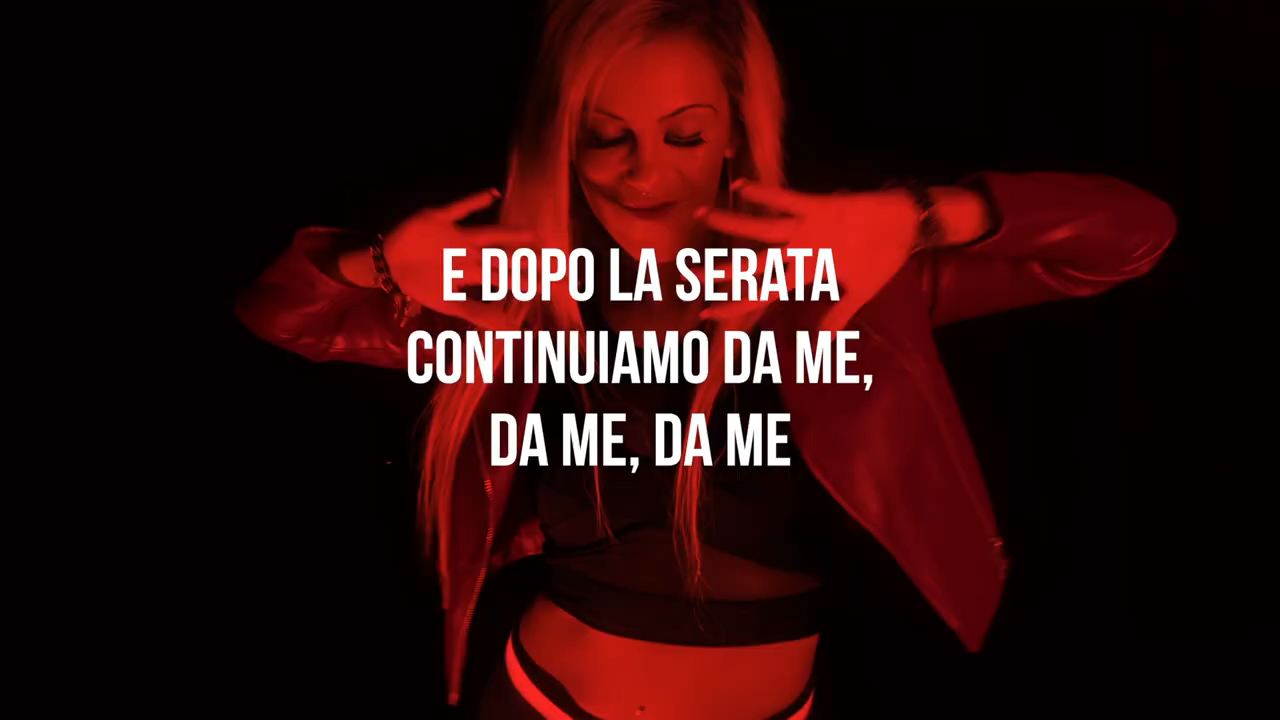 E DOPO LA SERATA
CONTINUIAMO DA ME,
DA ME, DA ME